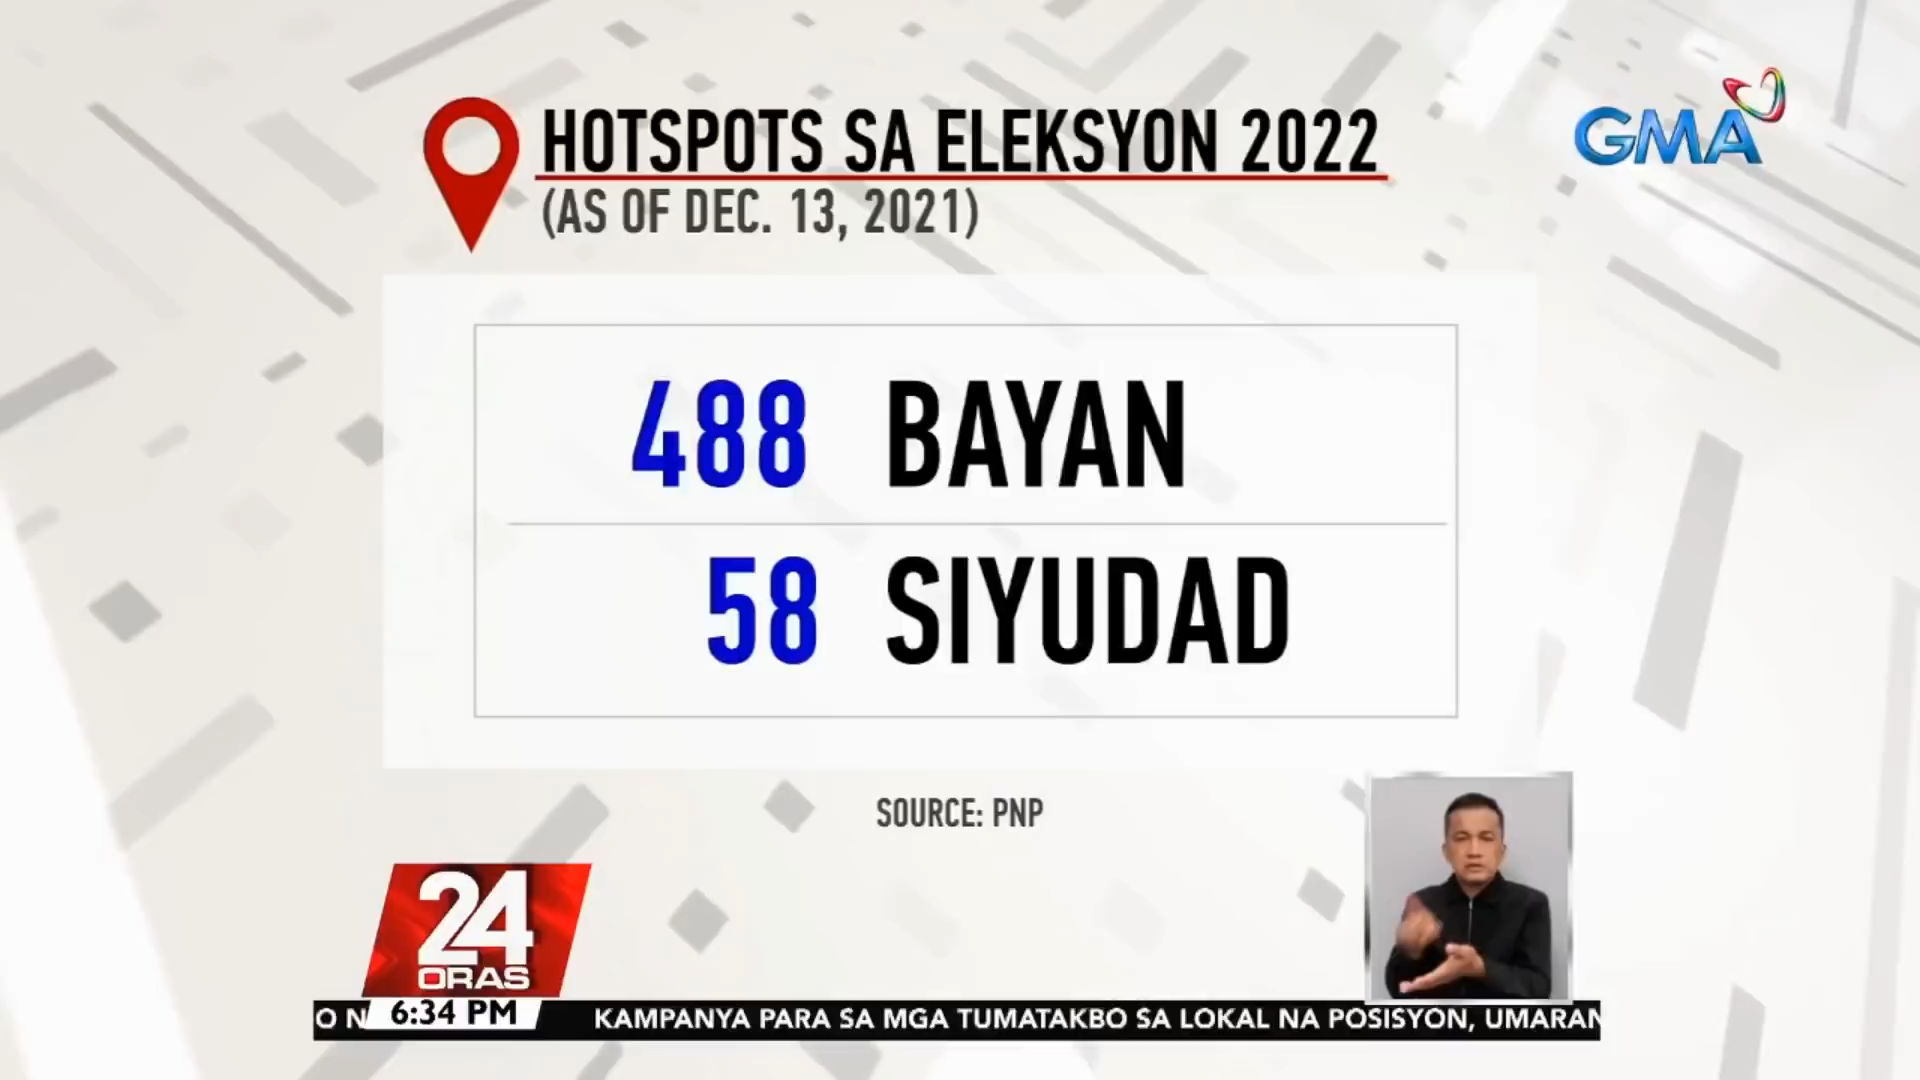 HOTSPOTS SA ELEKSYON 2022
(AS OF DEC. 13, 2021)
GMA
488 BAYAN
58 SIYUDAD
SOURCE: PNP
24
ORAS
6:34 PM
KAMPANYA PARA SA MGA TUMATAKBO SA LOKAL NA POSISYON,